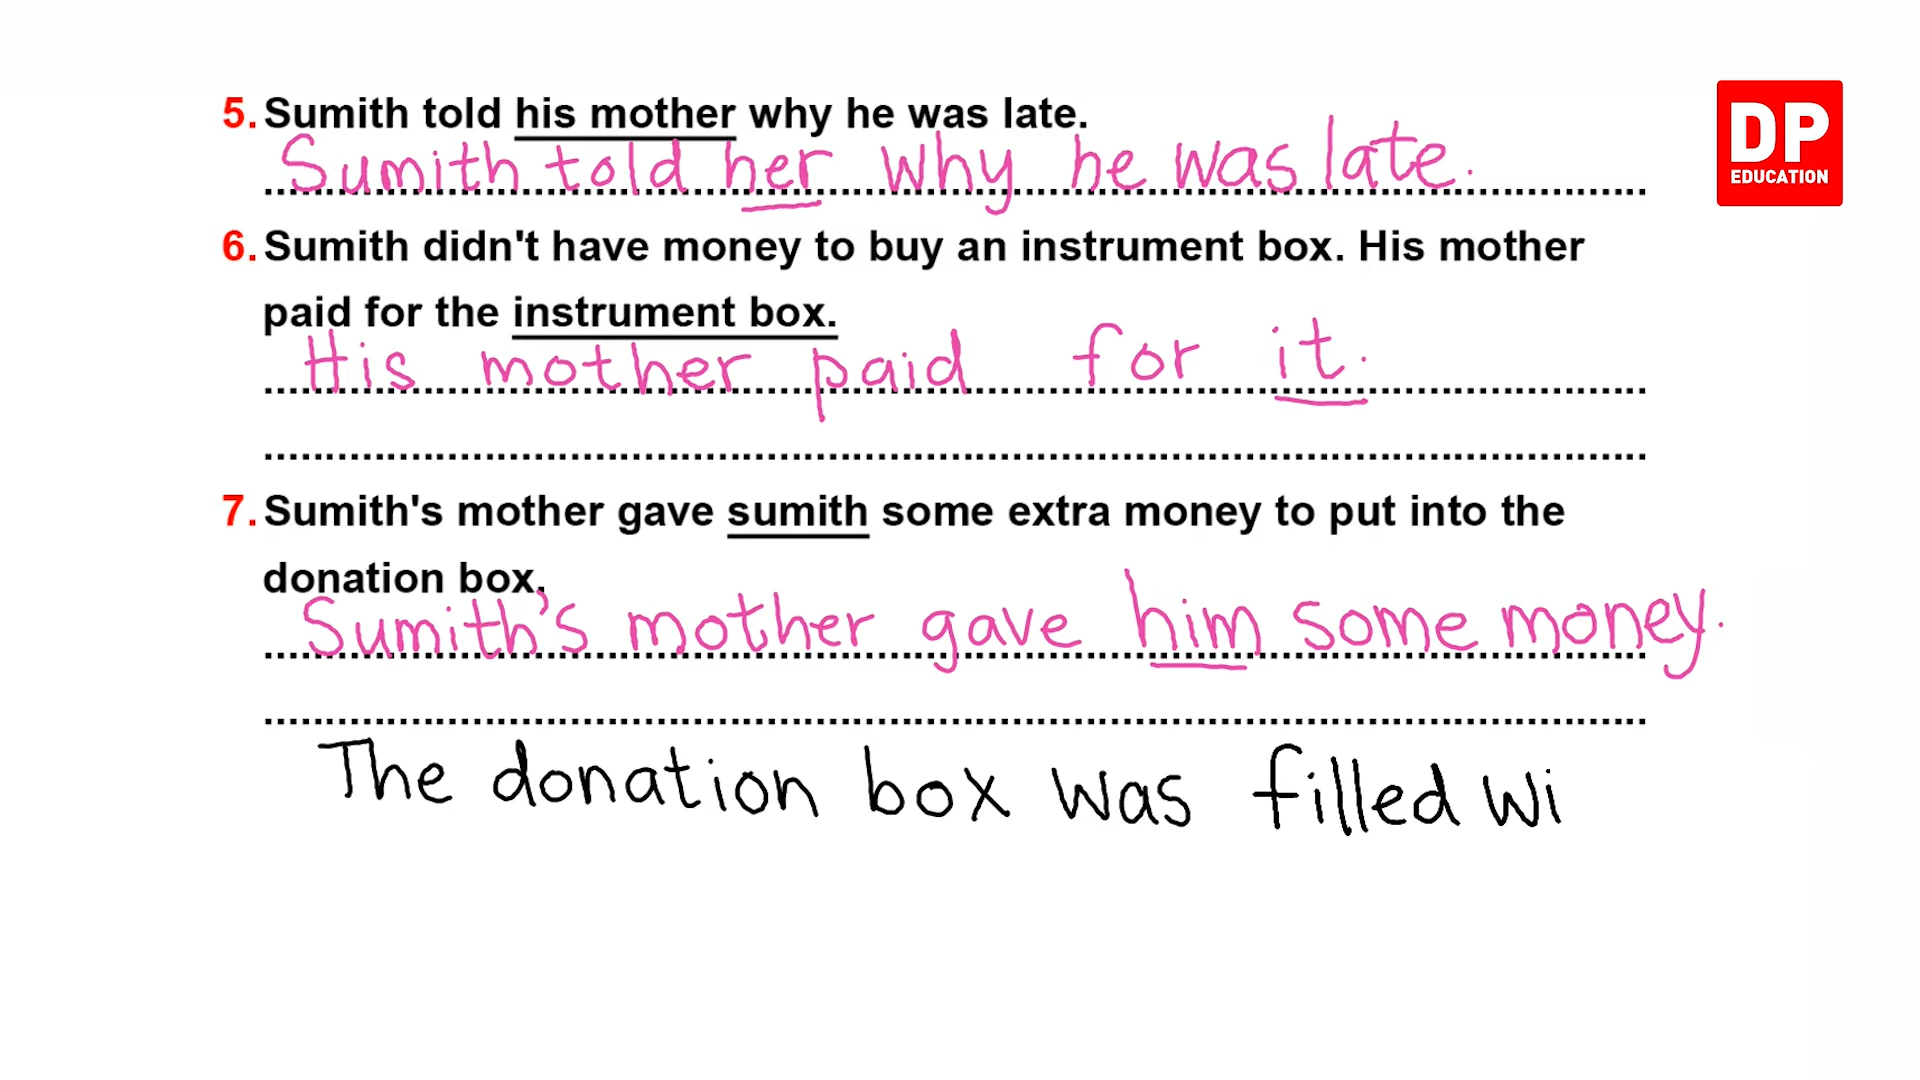 5. Sumith told his mother why he was late.
Sumith told her why he was late.
6. Sumith didn't have money to buy an instrument box. His mother
paid for the instrument box.
His mother paid for it.
7. Sumith's mother gave sumith some extra money to put into the
donation box.
Sumith's mother gave him some money.
The donation box was filled wi
DP
EDUCATION